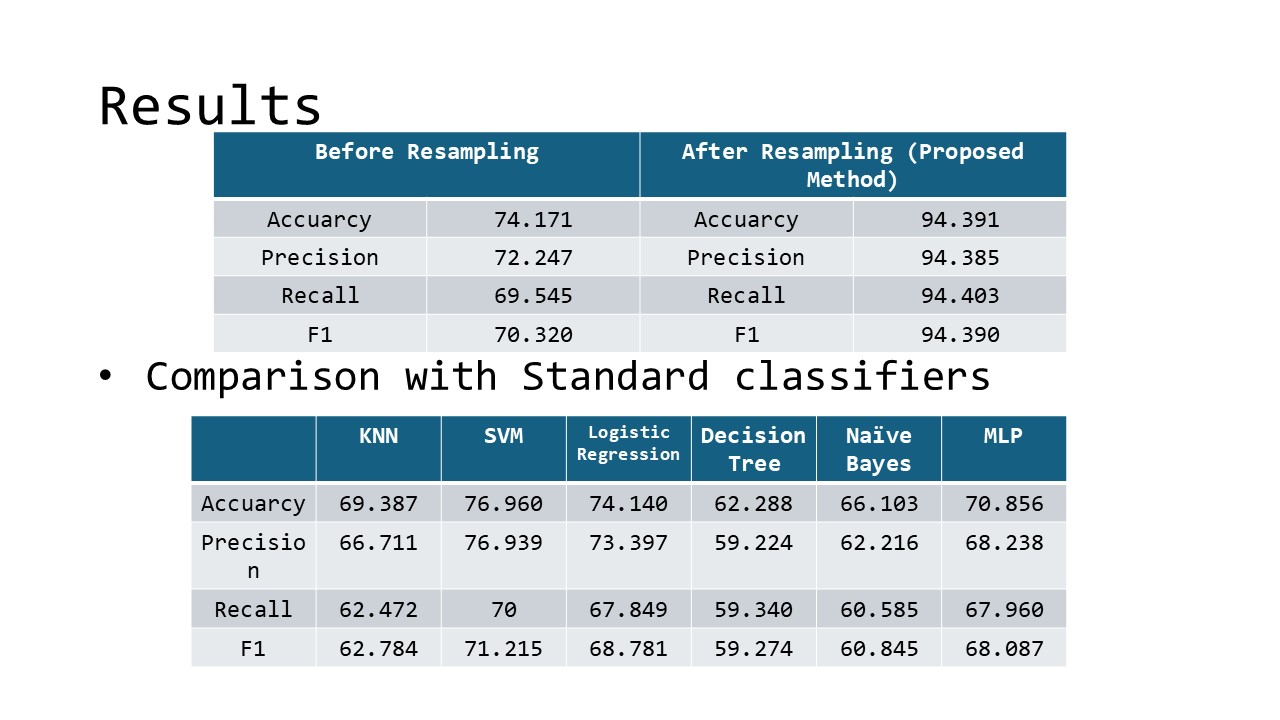 Results
Before Resampling After Resampling (Proposed
Method)
Accuarcy 74.171 Accuarcy 94.391
Precision 72.247 Precision 94.385
Recall 69.545 Recall 94.403
F1 70.320 F1 94.390
• Comparison with Standard classifiers
KNN SVM Logistic Regression Decision Tree Naïve Bayes MLP
Accuarcy 69.387 76.960 74.140 62.288 66.103 70.856
Precisio 66.711 76.939 73.397 59.224 62.216 68.238
n
Recall 62.472 70 67.849 59.340 60.585 67.960
F1 62.784 71.215 68.781 59.274 60.845 68.087